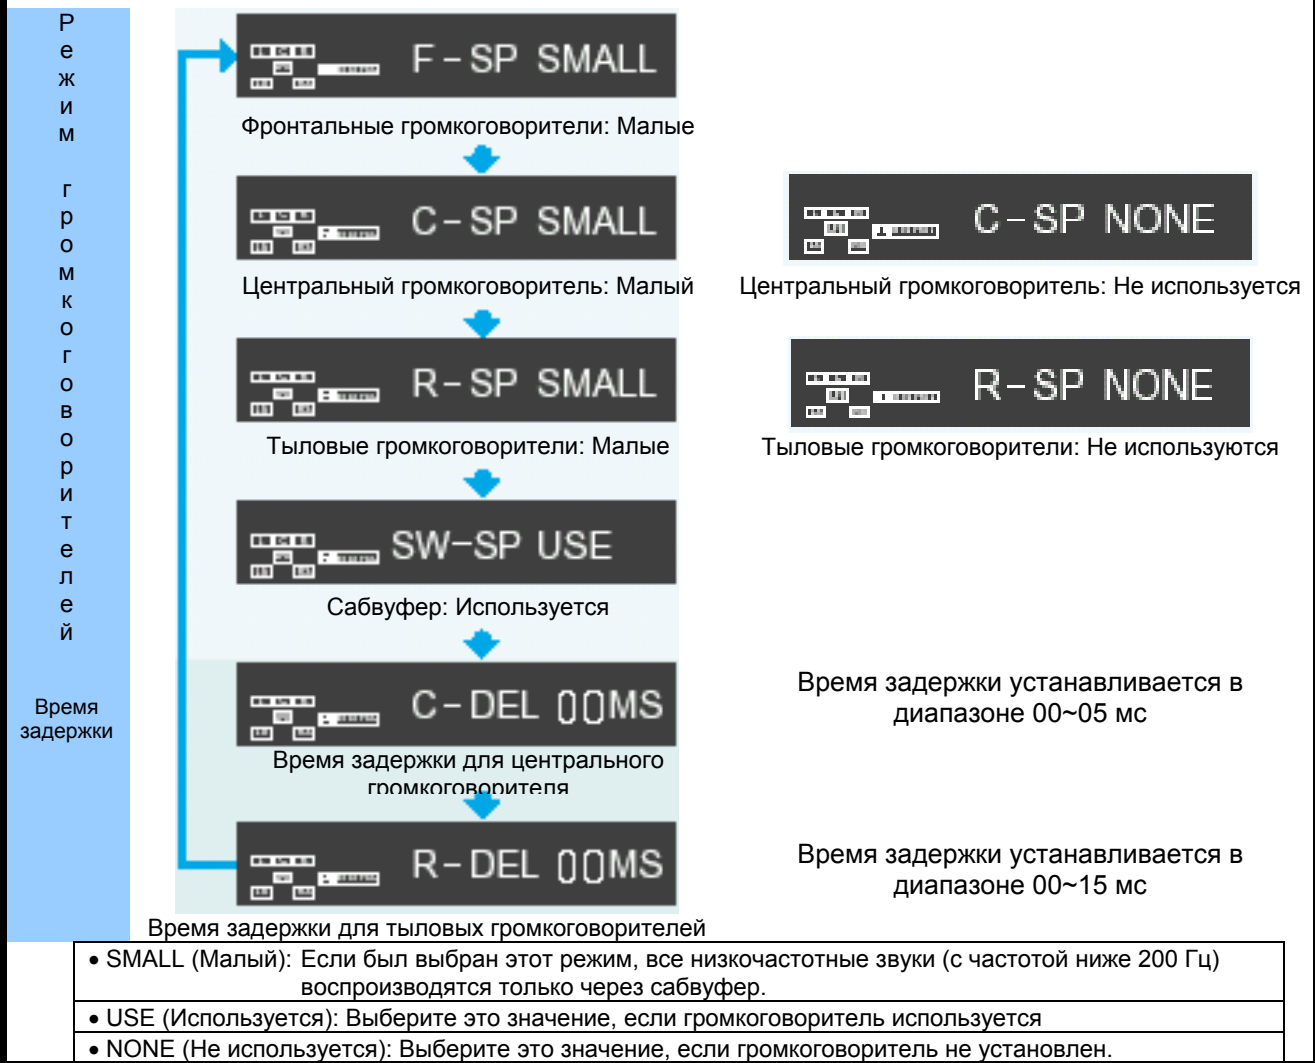 Режим громкоговорителей
F-SP SMALL
Фронтальные громкоговорители: Малые
C-SP SMALL
Центральный громкоговоритель: Малый
C-SP NONE
Центральный громкоговоритель: Не используется
R-SP SMALL
Тыловые громкоговорители: Малые
R-SP NONE
Тыловые громкоговорители: Не используются
SW-SP USE
Сабвуфер: Используется
Время
задержки
C-DEL 00MS
Время задержки для центрального
громкоговорителя
Время задержки устанавливается в
диапазоне 00~05 мс
R-DEL 00MS
Время задержки для тыловых громкоговорителей
Время задержки устанавливается в
диапазоне 00~15 мс
• SMALL (Малый): Если был выбран этот режим, все низкочастотные звуки (с частотой ниже 200 Гц)
воспроизводятся только через сабвуфер.
• USE (Используется): Выберите это значение, если громкоговоритель используется
• NONE (Не используется): Выберите это значение, если громкоговоритель не установлен.